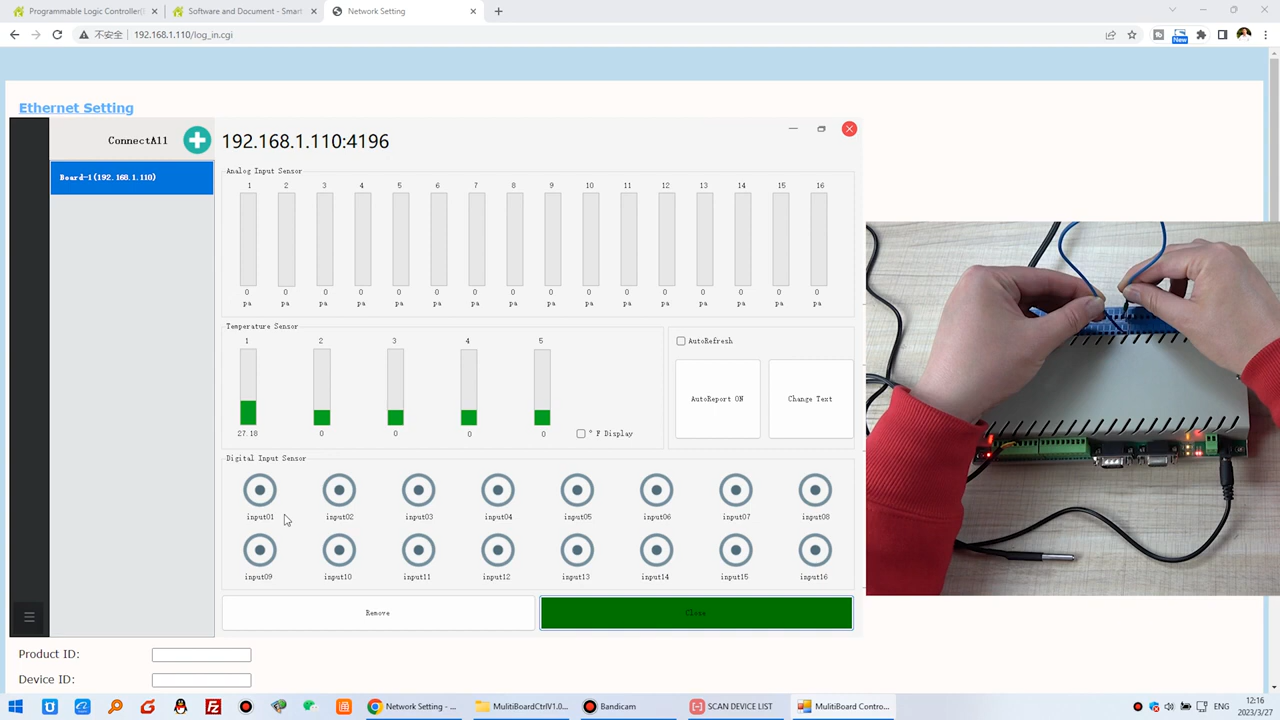 Programmable Logic Controller(
Software and Document - Smart
Network Setting
不安全 192.168.1.110/log_in.cgi
New
Ethernet Setting
ConnectAll
192.168.1.110:4196
Board-1(192.168.1.110)
Analog Input Sensor
1 2 3 4 5 6 7 8 9 10 11 12 13 14 15 16
0 0 0 0 0 0 0 0 0 0 0 0 0 0 0 0
pa pa pa pa pa pa pa pa pa pa pa pa pa pa pa pa
Temperature Sensor
1 2 3 4 5
27.18 0 0 0 0
° F Display
AutoRefresh
AutoReport ON
Change Text
Digital Input Sensor
input01 input02 input03 input04 input05 input06 input07 input08
input09 input10 input11 input12 input13 input14 input15 input16
Remove
Close
Product ID:
Device ID:
Network Setting - ...
MulitiBoardCtrlV1.0...
Bandicam
SCAN DEVICE LIST
MulitiBoard Contro...
ENG
12:16
2023/3/27